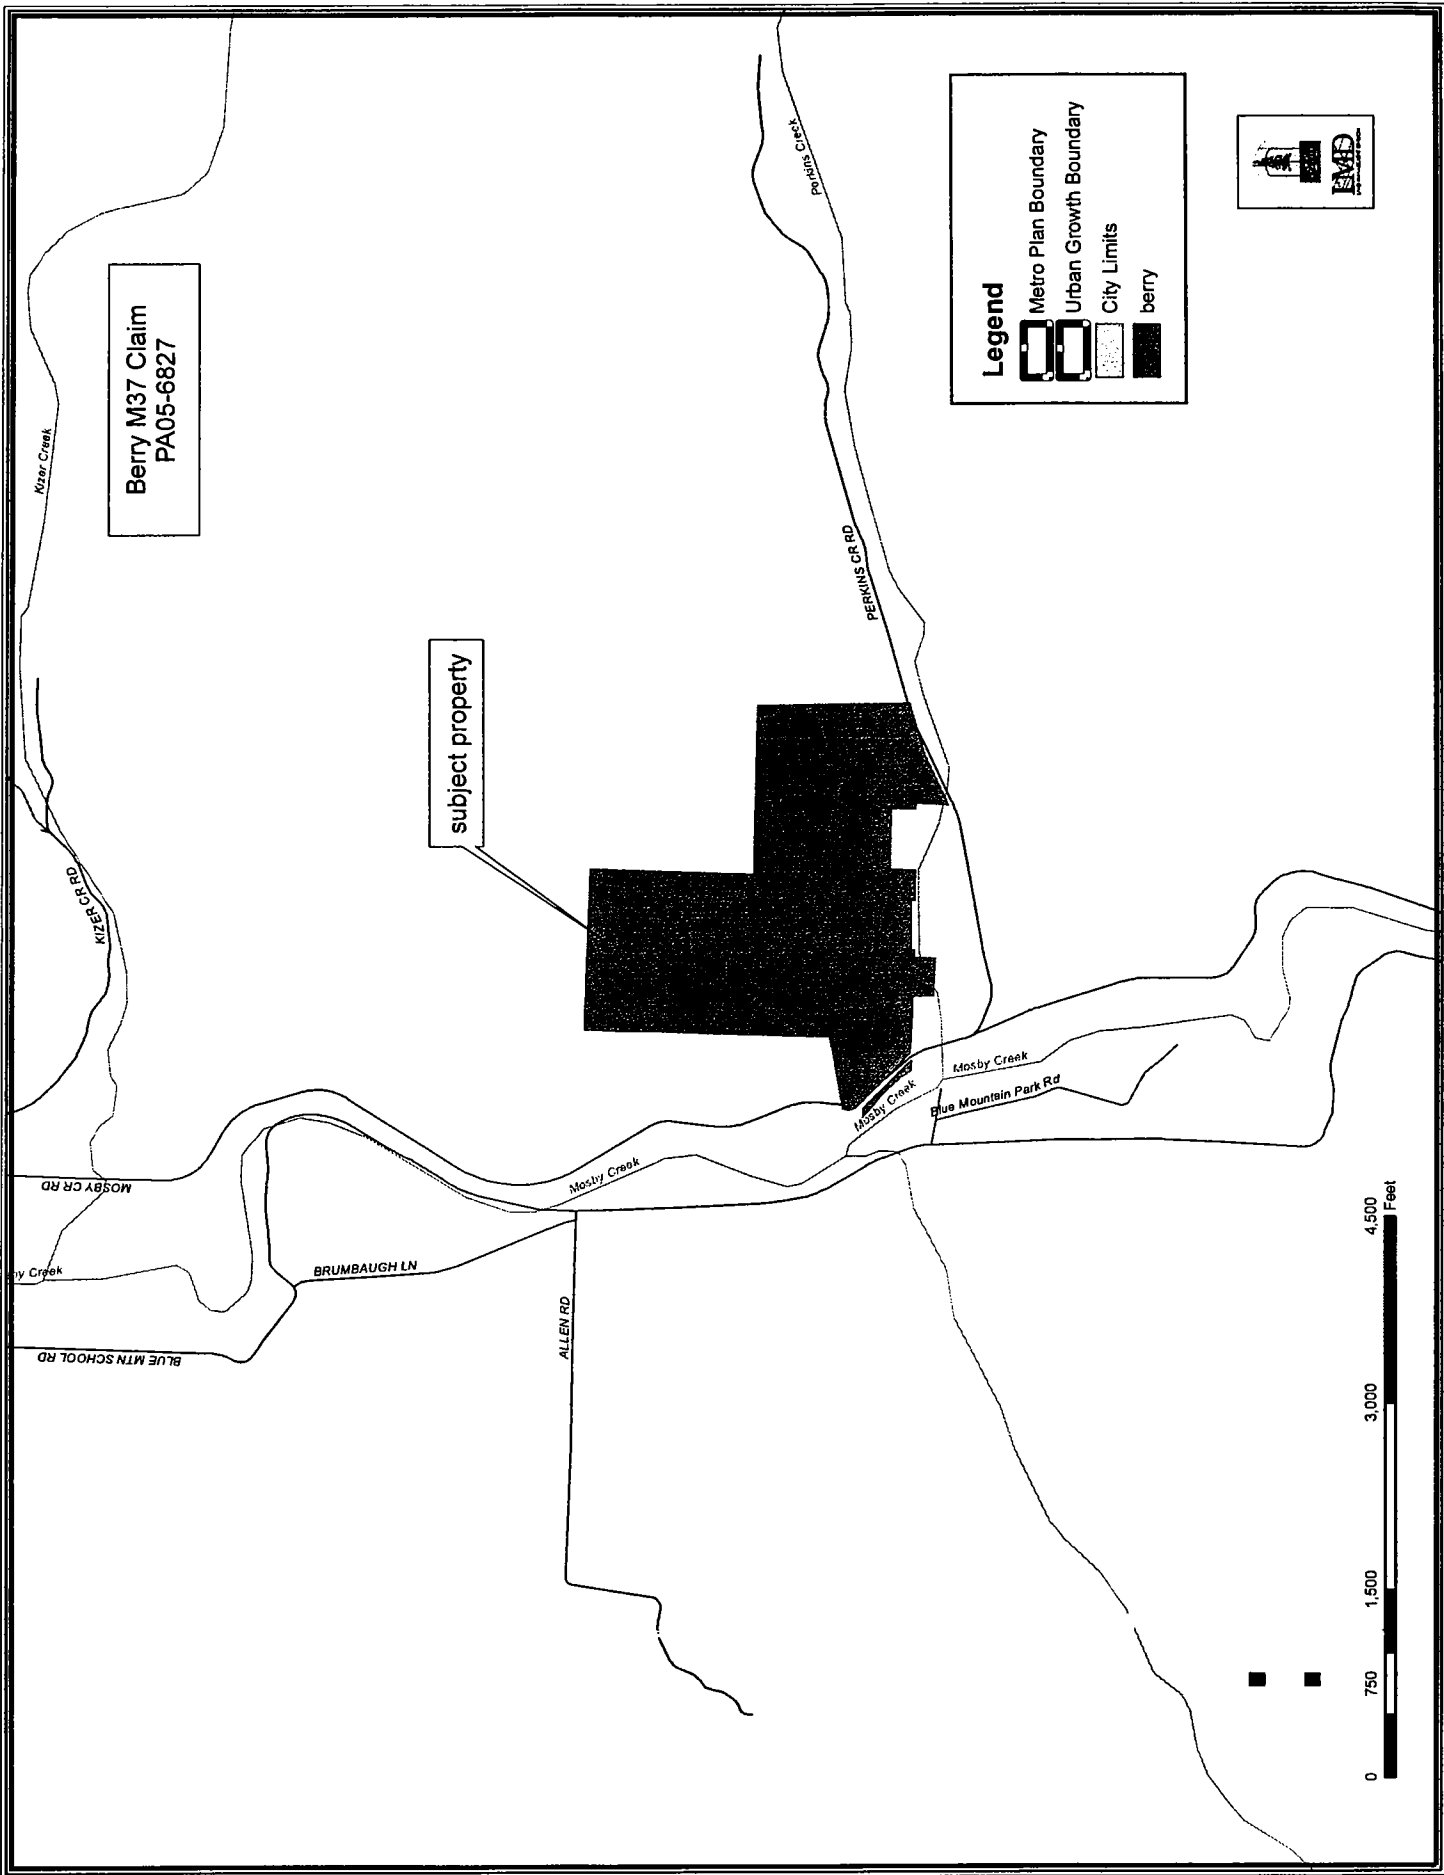 Berry M37 Claim
PA05-6827
Kizer Creek
KIZER CR RD
subject property
MOSBY CR RD
BLUE MTN SCHOOL RD
by Creek
BRUMBAUGH LN
ALLEN RD
Mosby Creek
Mosby Creek
Mosby Creek
Blue Mountain Park Rd
PERKINS CR RD
Perkins Creek
Legend
Metro Plan Boundary
Urban Growth Boundary
City Limits
berry
LMD
0
750
1,500
3,000
4,500
Feet